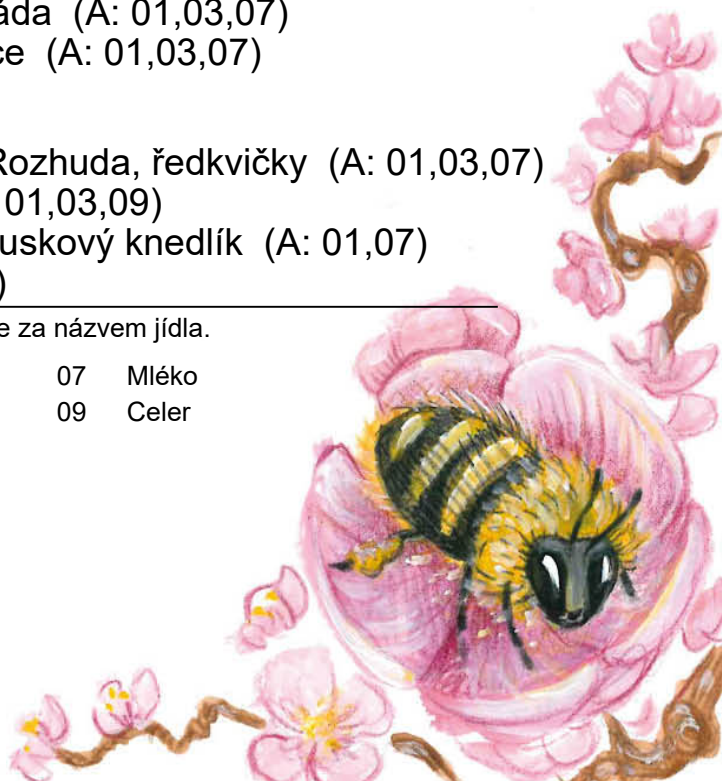 áda (A: 01,03,07)
ce (A: 01,03,07)
Rozhuda, ředkvičky (A: 01,03,07)
01,03,09)
uskový knedlík (A: 01,07)
)
e za názvem jídla.
07 Mléko
09 Celer